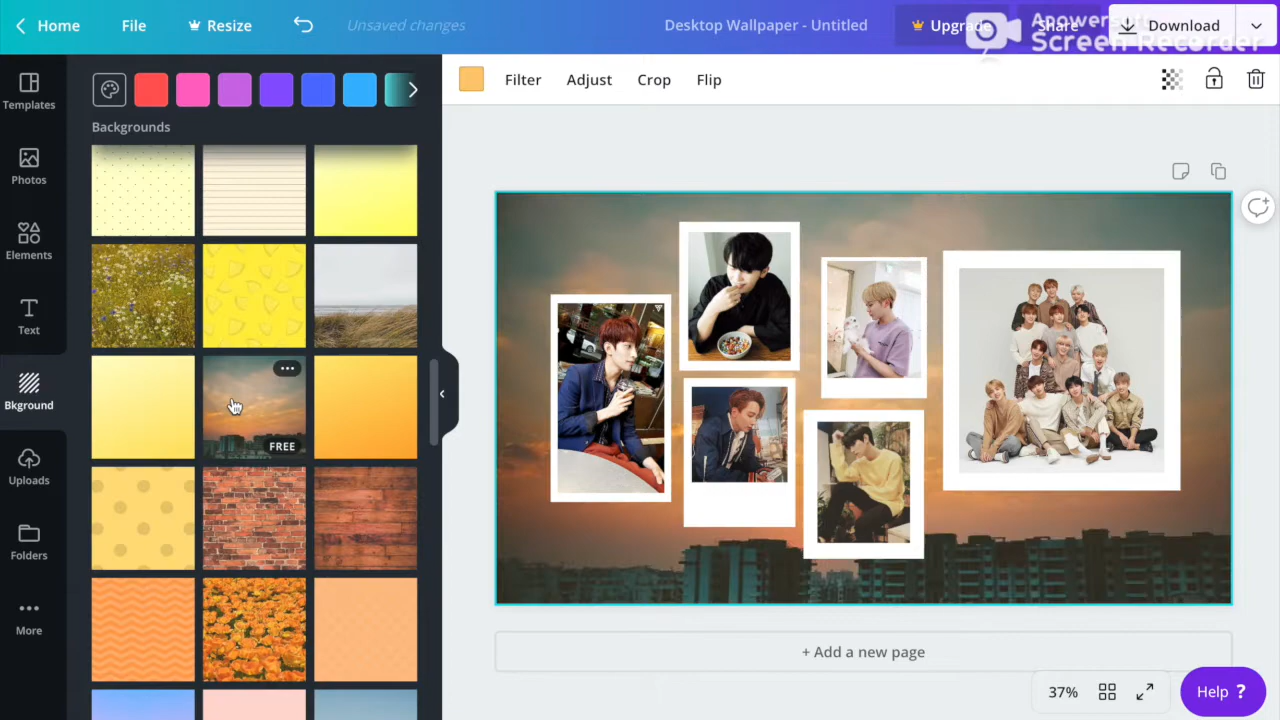 Home File Resize Unsaved changes Desktop Wallpaper - Untitled Upgrade Share Download
Apowersoft
Screen Recorder
Templates
Photos
Elements
Text
Bkground
Uploads
Folders
More
Backgrounds
FREE
Filter Adjust Crop Flip
+ Add a new page
37%
Help ?